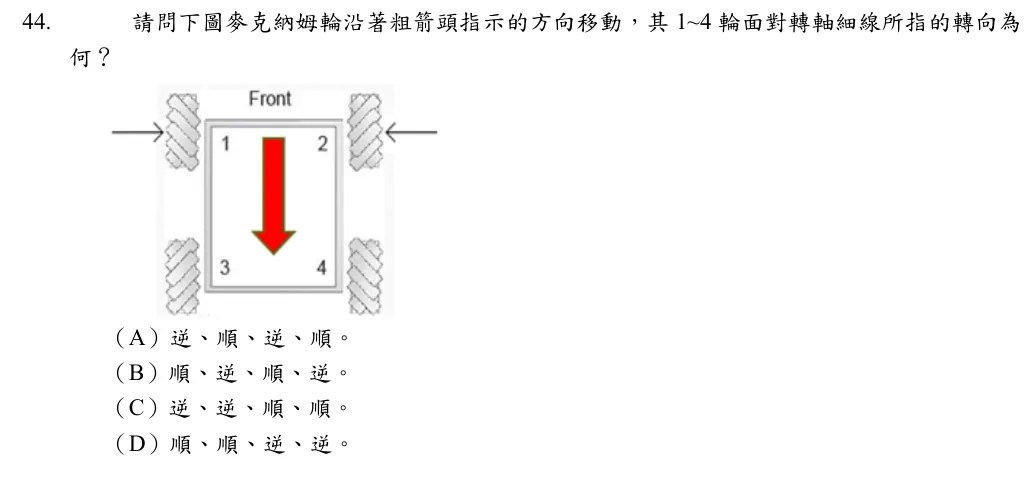 44. 請問下圖麥克納姆輪沿著粗箭頭指示的方向移動，其 1~4 輪面對轉軸細線所指的轉向為
何？
Front
1 2
3 4
（A）逆、順、逆、順。
（B）順、逆、順、逆。
（C）逆、逆、順、順。
（D）順、順、逆、逆。